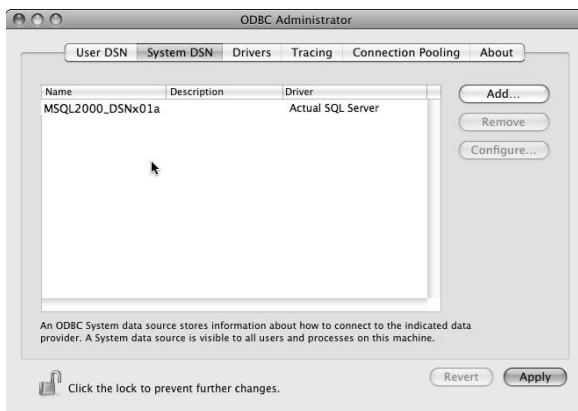 ODBC Administrator
User DSN System DSN Drivers Tracing Connection Pooling About
Name Description Driver
MSQL2000_DSNx01a Actual SQL Server
Add...
Remove
Configure...
An ODBC System data source stores information about how to connect to the indicated data
provider. A System data source is visible to all users and processes on this machine.
Click the lock to prevent further changes.
Revert Apply